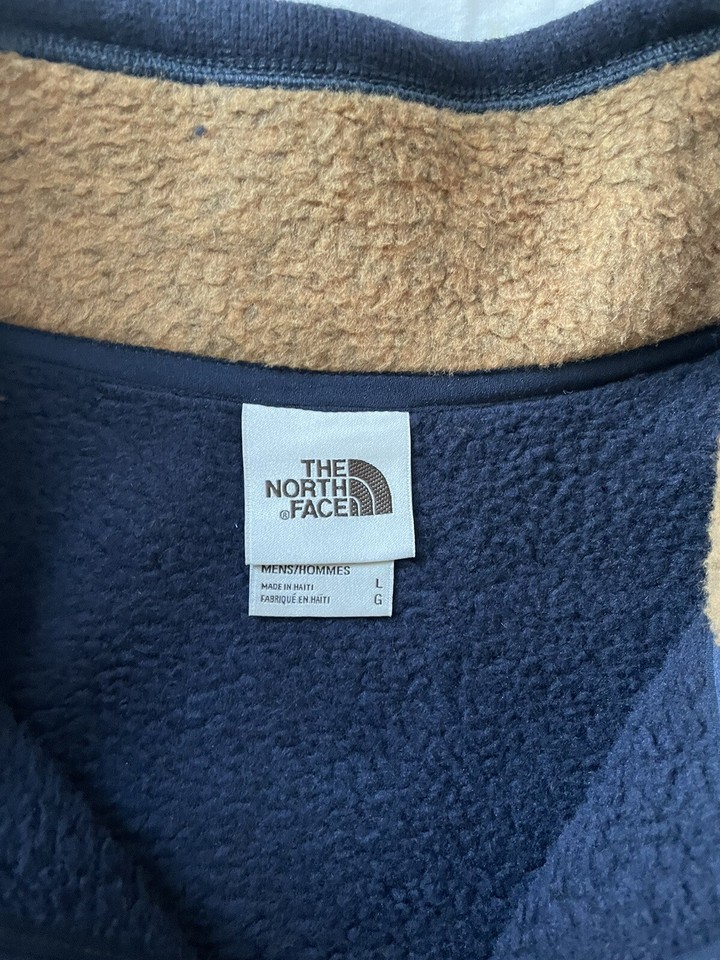 THE
NORTH
®FACE
MENS/HOMMES
MADE IN HAITI L
FABRIQUÉ EN HAÏTI G